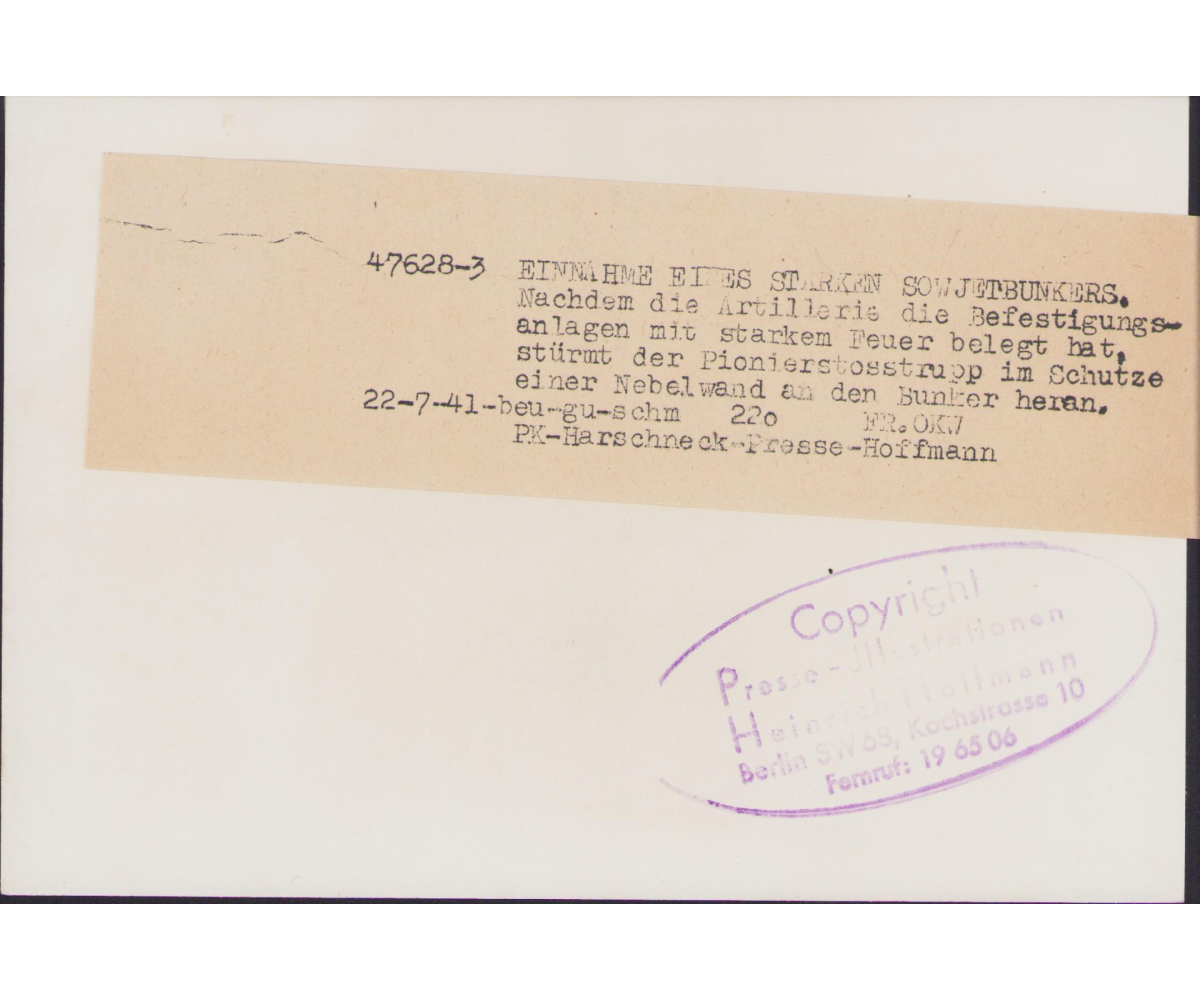 47628-3 EINNAHME EINES STARKEN SOWJETBUNKERS.
Nachdem die Artillerie die Befestigungs-
anlagen mit starkem Feuer belegt hat,
stürmt der Pionierstosstrupp im Schutze
einer Nebelwand an den Bunker heran.
22-7-41-beu-gu-schm 22o FR.OKW
PK-Harschneck-Presse-Hoffmann
Copyright
Presse-Illustrationen
Heinrich Hoffmann
Berlin SW 68, Kochstrasse 10
Fernruf: 19 65 06